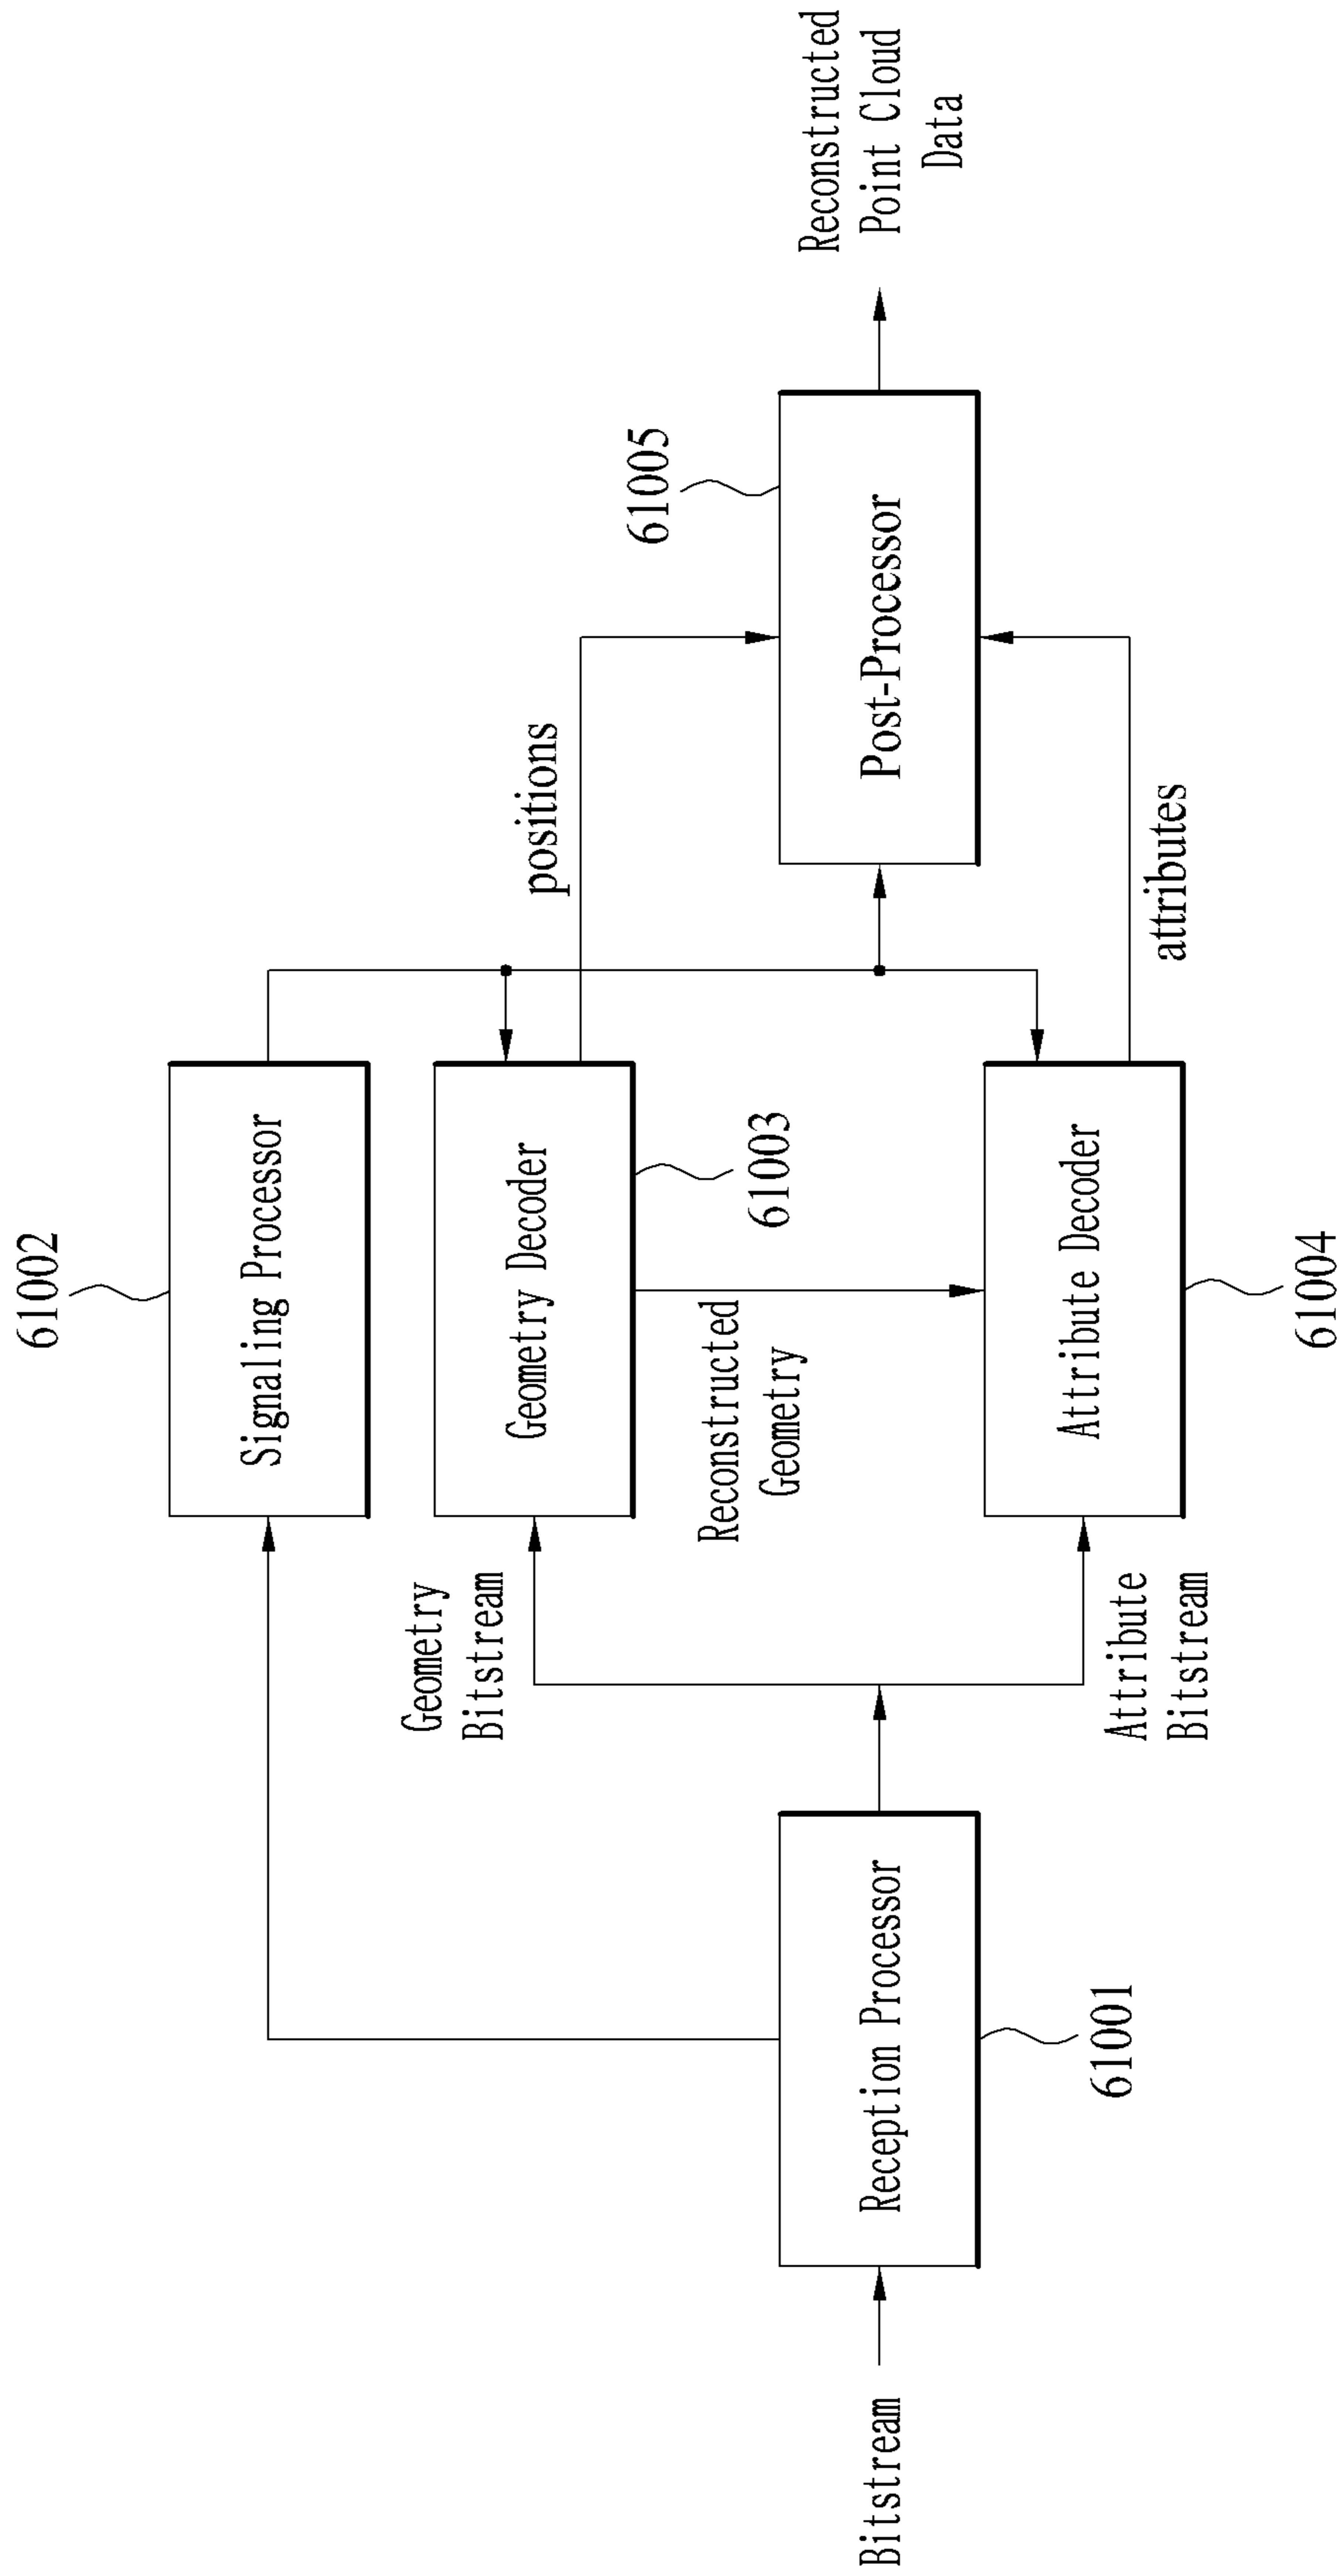 61002
Signaling Processor
Geometry
Bitstream
Geometry Decoder
positions
61003
61005
Reconstructed
Geometry
Bitstream
Reception Processor
61001
Post-Processor
Reconstructed
Point Cloud
Data
Attribute
Bitstream
Attribute Decoder
61004
attributes